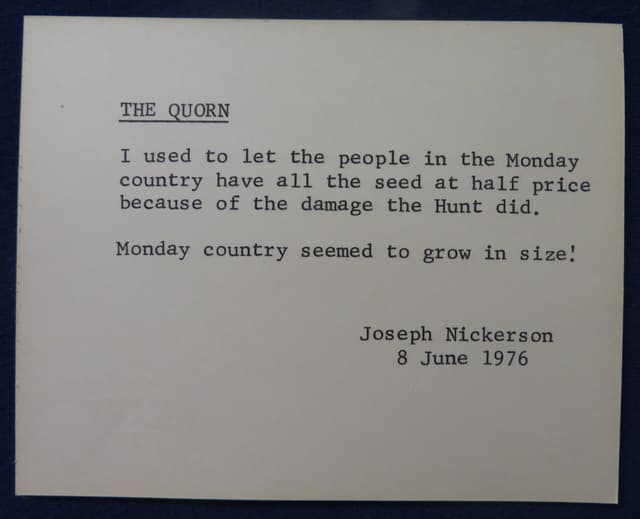 THE QUORN
I used to let the people in the Monday
country have all the seed at half price
because of the damage the Hunt did.
Monday country seemed to grow in size!
Joseph Nickerson
8 June 1976